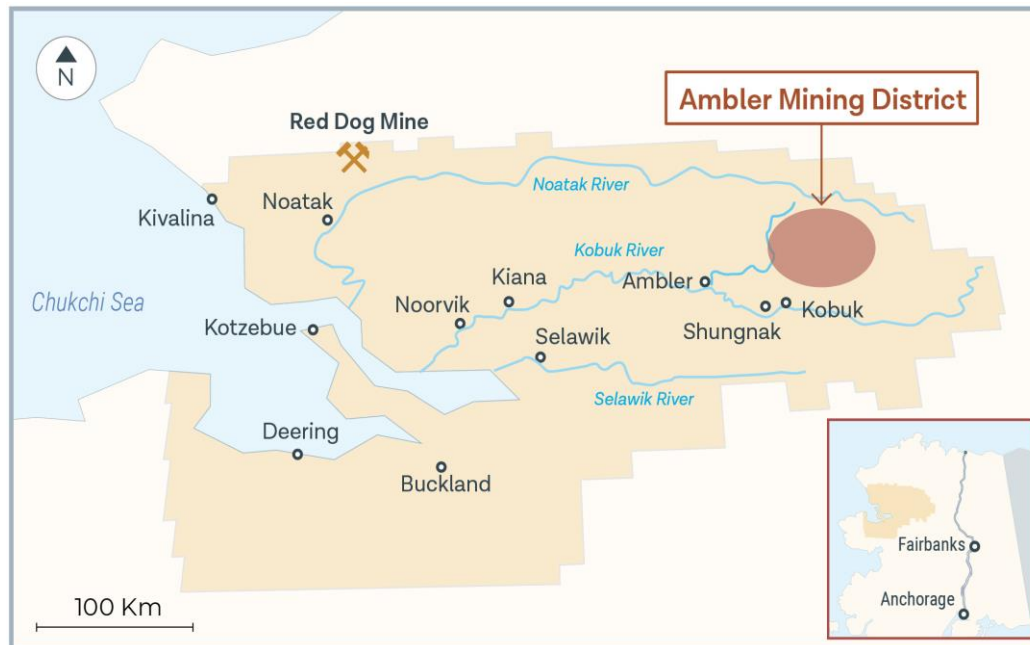 N
Ambler Mining District
Red Dog Mine
Noatak River
Noatak
Kivalina
Kobuk River
Kiana
Ambler
Chukchi Sea
Noorvik
Kobuk
Kotzebue
Shungnak
Selawik
Selawik River
Deering
Buckland
Fairbanks
Anchorage
100 Km